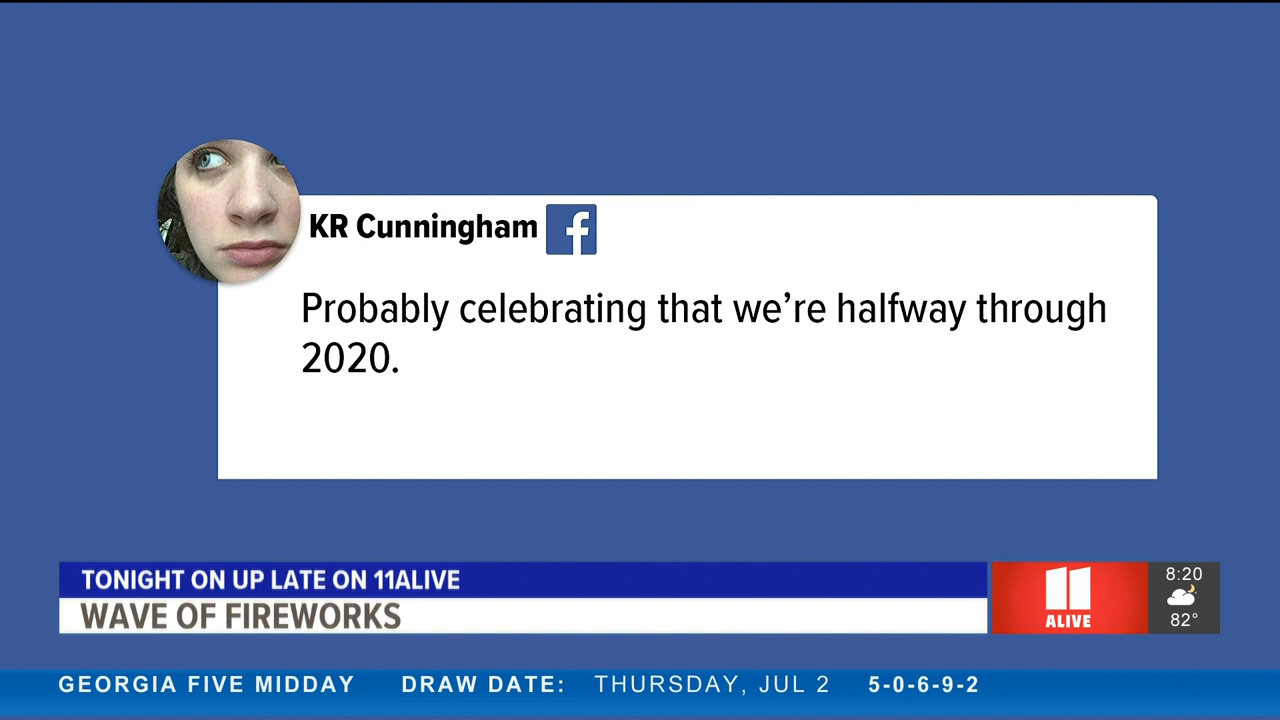 KR Cunningham
Probably celebrating that we're halfway through
2020.
TONIGHT ON UP LATE ON 11ALIVE
WAVE OF FIREWORKS
11
ALIVE
8:20
82°
GEORGIA FIVE MIDDAY DRAW DATE: THURSDAY, JUL 2 5-0-6-9-2